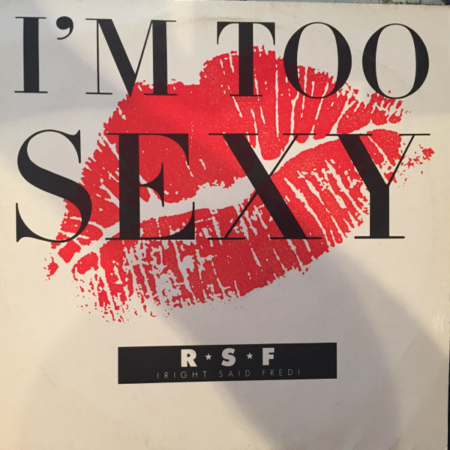 I'M TOO
SEXY
R★S★F
(RIGHT SAID FRED)